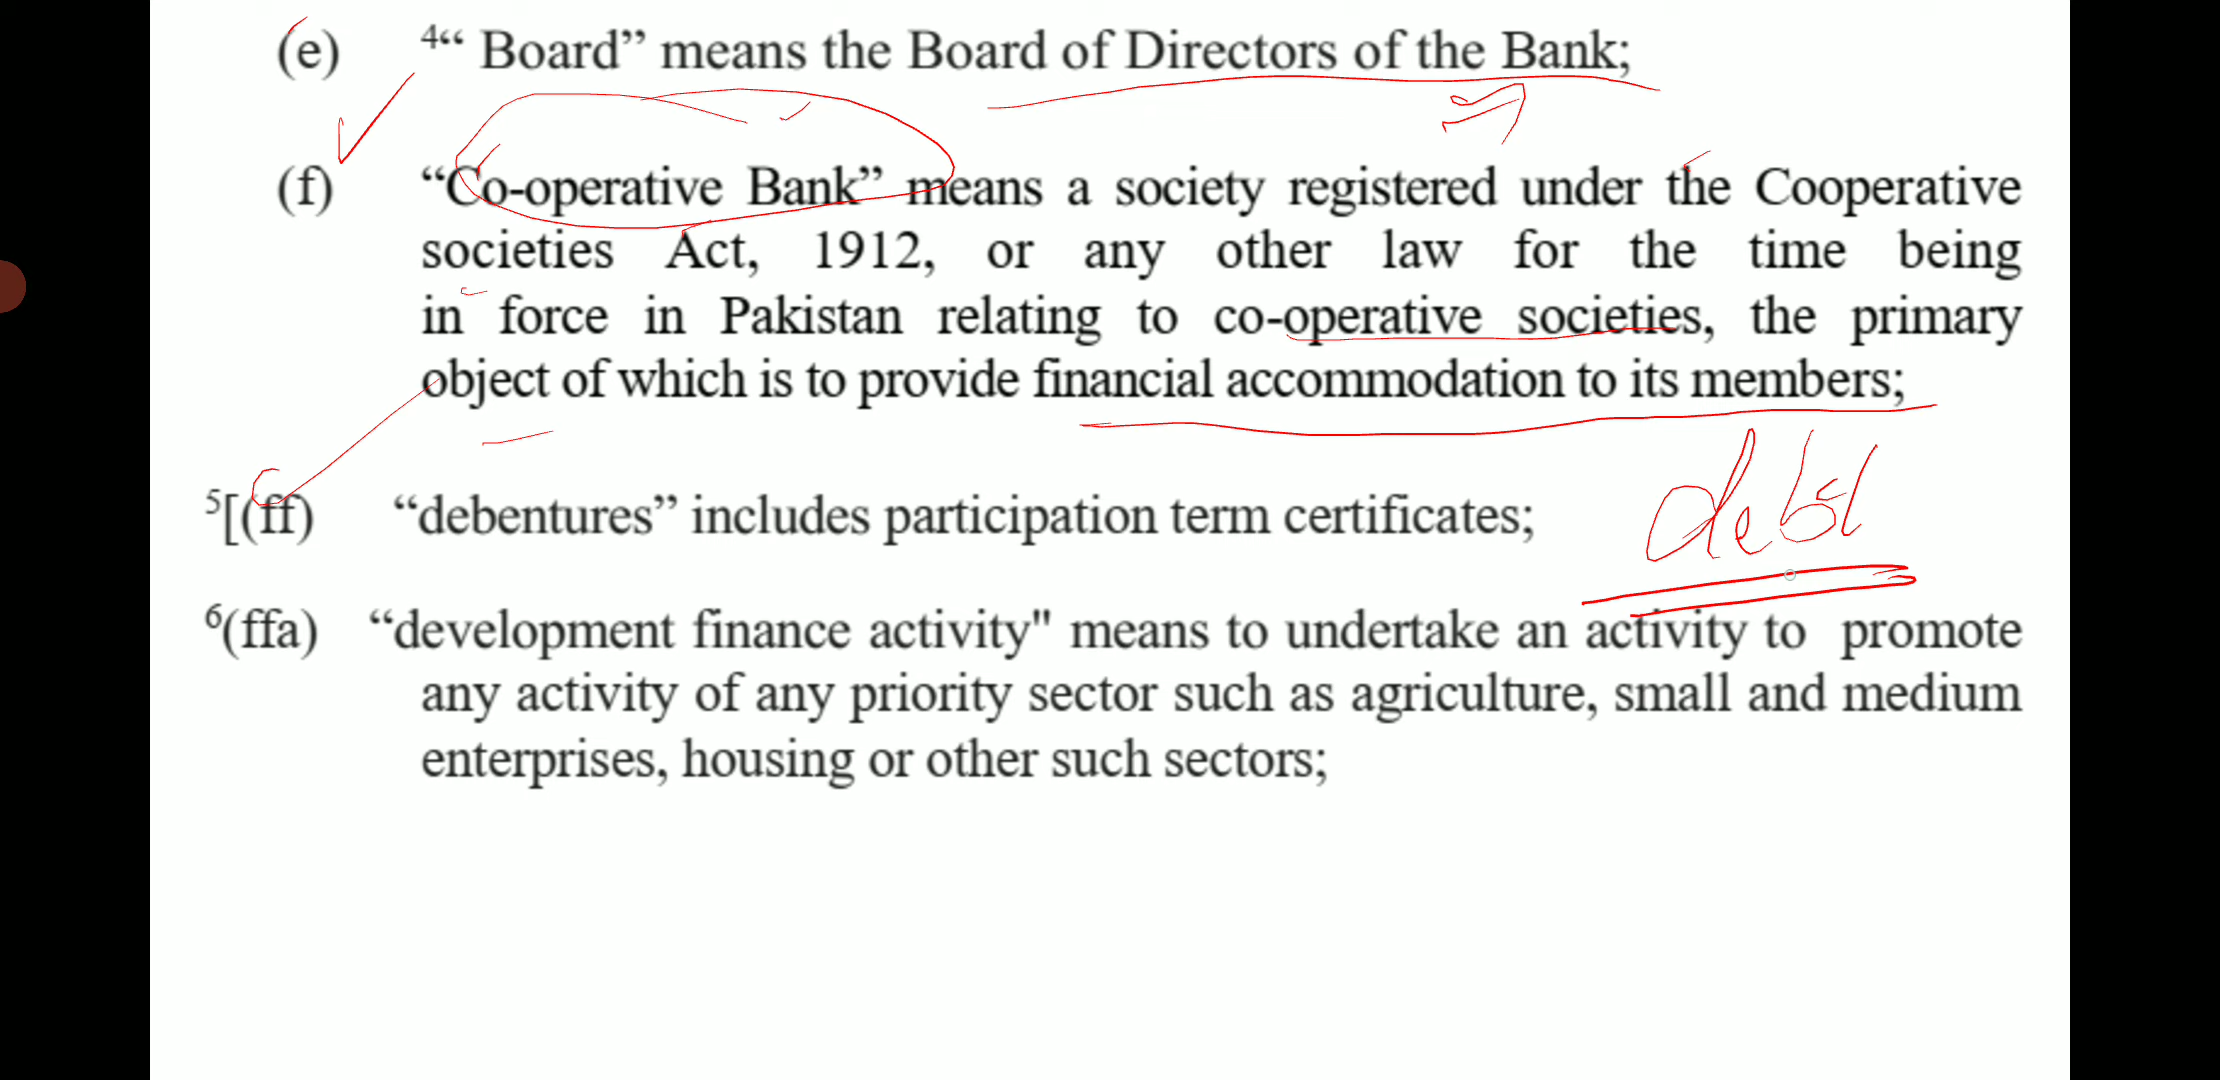 (e) 4“ Board” means the Board of Directors of the Bank;
(f) “Co-operative Bank” means a society registered under the Cooperative
societies Act, 1912, or any other law for the time being
in force in Pakistan relating to co-operative societies, the primary
object of which is to provide financial accommodation to its members;
5[(ff) “debentures” includes participation term certificates;
debt
6(ffa) “development finance activity" means to undertake an activity to promote
any activity of any priority sector such as agriculture, small and medium
enterprises, housing or other such sectors;